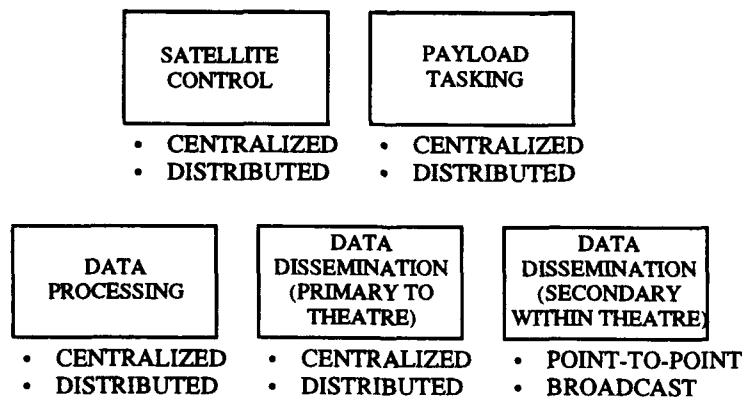 SATELLITE
CONTROL
• CENTRALIZED
• DISTRIBUTED
PAYLOAD
TASKING
• CENTRALIZED
• DISTRIBUTED
DATA
PROCESSING
• CENTRALIZED
• DISTRIBUTED
DATA
DISSEMINATION
(PRIMARY TO
THEATRE)
• CENTRALIZED
• DISTRIBUTED
DATA
DISSEMINATION
(SECONDARY
WITHIN THEATRE)
• POINT-TO-POINT
• BROADCAST